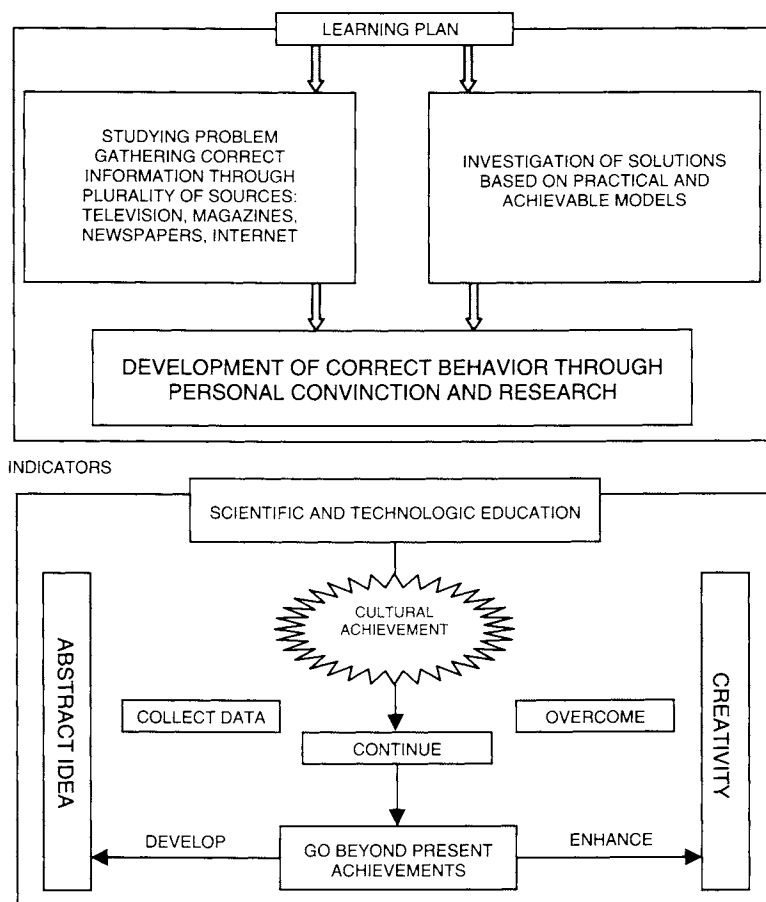 LEARNING PLAN
STUDYING PROBLEM
GATHERING CORRECT
INFORMATION THROUGH
PLURALITY OF SOURCES:
TELEVISION, MAGAZINES,
NEWSPAPERS, INTERNET
INVESTIGATION OF SOLUTIONS
BASED ON PRACTICAL AND
ACHIEVABLE MODELS
DEVELOPMENT OF CORRECT BEHAVIOR THROUGH
PERSONAL CONVINCTION AND RESEARCH
INDICATORS
SCIENTIFIC AND TECHNOLOGIC EDUCATION
CULTURAL
ACHIEVEMENT
ABSTRACT IDEA
CREATIVITY
COLLECT DATA
OVERCOME
CONTINUE
DEVELOP
GO BEYOND PRESENT
ACHIEVEMENTS
ENHANCE